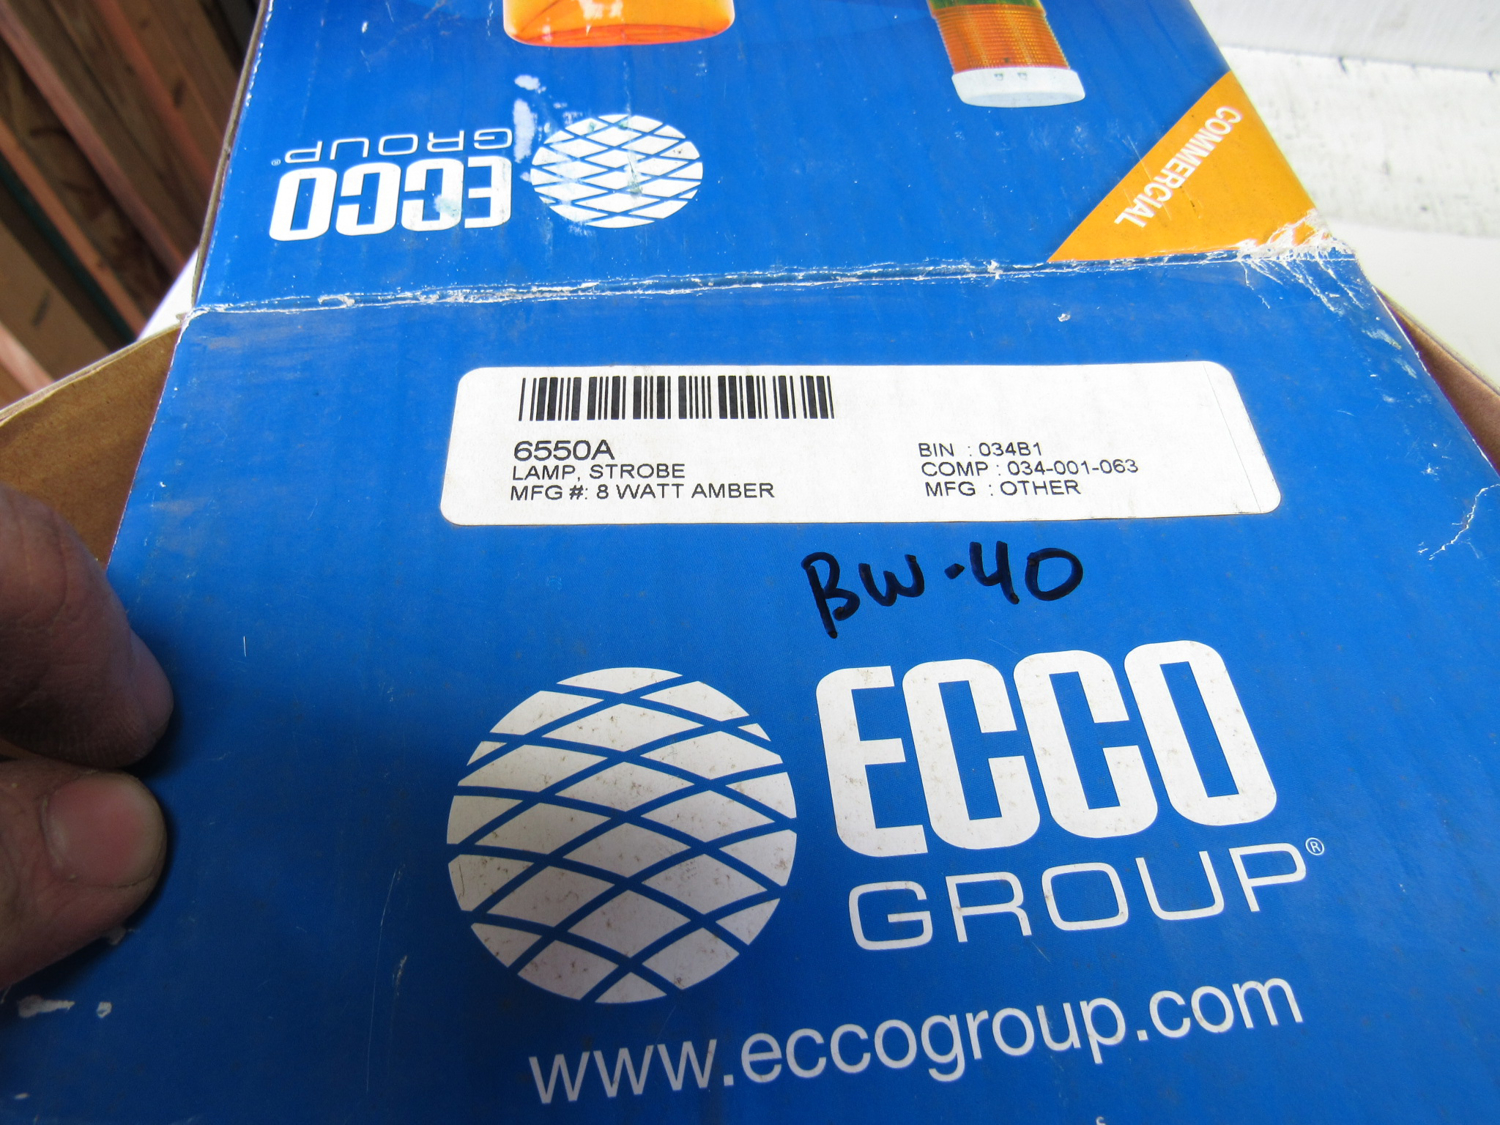 COMMERCIAL
ECCO
GROUP®
6550A
LAMP, STROBE
MFG #: 8 WATT AMBER
BIN : 034B1
COMP : 034-001-063
MFG : OTHER
BW-40
ECCO
GROUP®
www.eccogroup.com